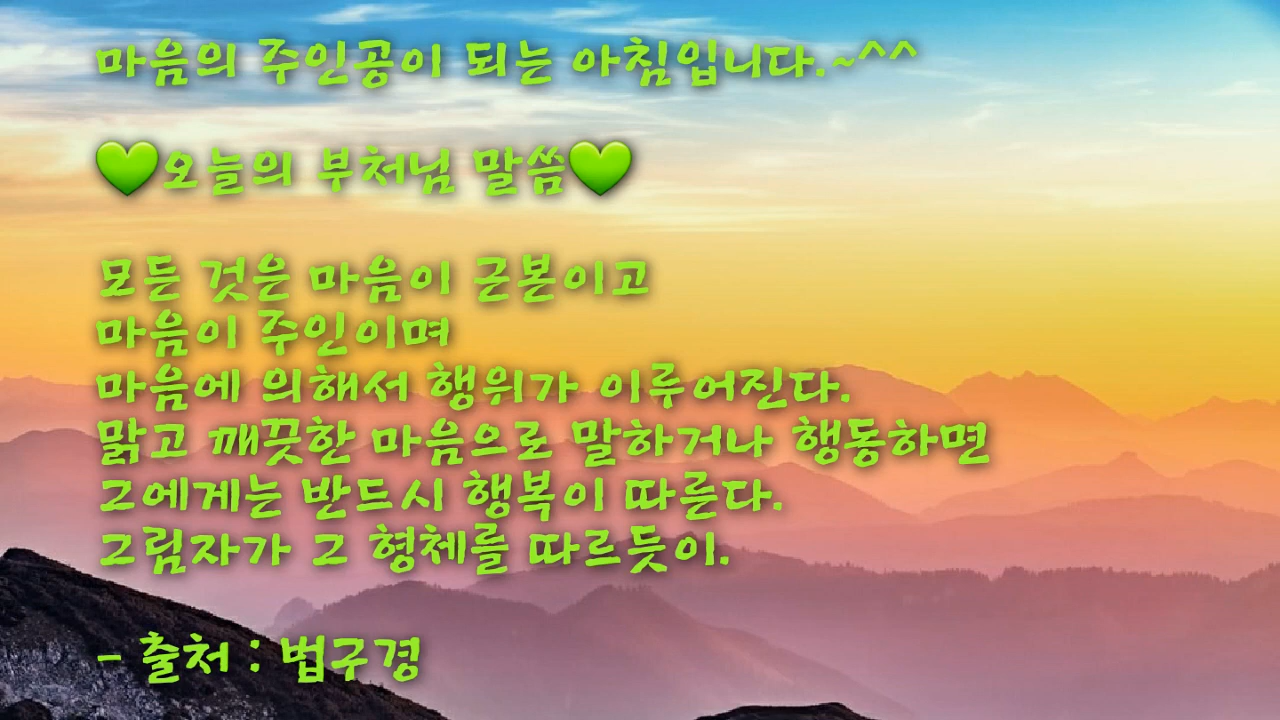 마음의 주인공이 되는 아침입니다.~^^
💚오늘의 부처님 말씀💚
모든 것은 마음이 근본이고
마음이 주인이며
마음에 의해서 행위가 이루어진다.
맑고 깨끗한 마음으로 말하거나 행동하면
그에게는 반드시 행복이 따른다.
그림자가 그 형체를 따르듯이.
- 출처 : 법구경